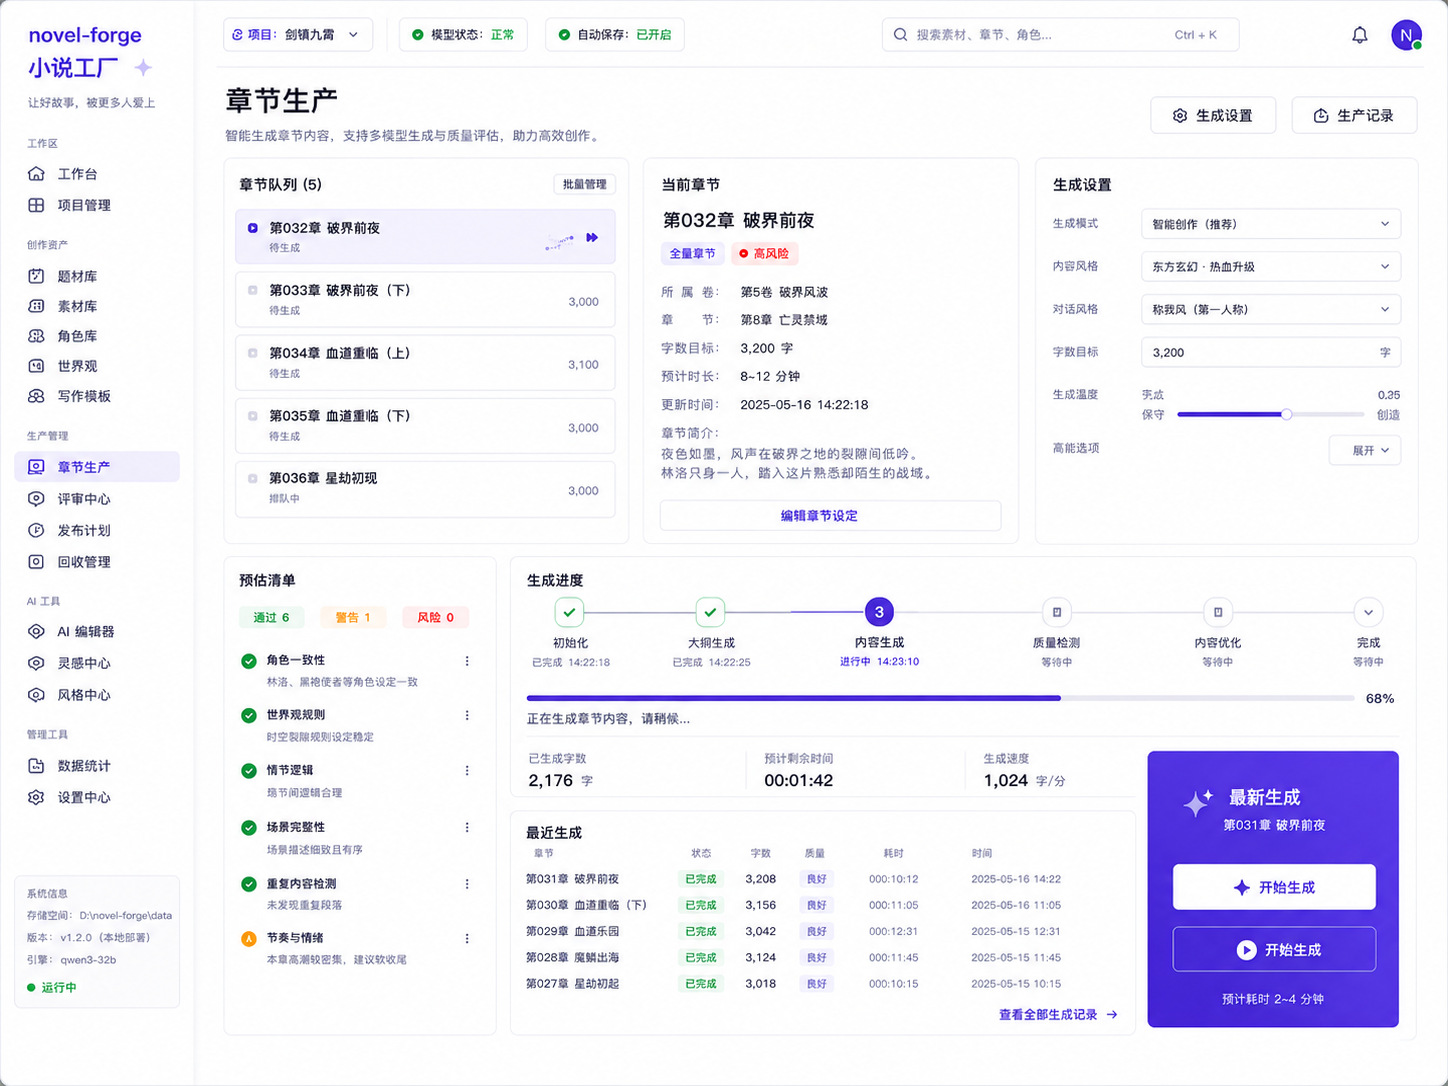 novel-forge
小说工厂
让好故事，被更多人爱上
工作区
工作台
项目管理
创作资产
题材库
素材库
角色库
世界观
写作模板
生产管理
章节生产
评审中心
发布计划
回收管理
AI 工具
AI 编辑器
灵感中心
风格中心
管理工具
数据统计
设置中心
系统信息
存储空间： D:\novel-forge\data
版本： v1.2.0 (本地部署)
引擎： qwen3-32b
运行中
项目： 剑镇九霄
模型状态： 正常
自动保存： 已开启
搜索素材、章节、角色...
Ctrl + K
N
章节生产
智能生成章节内容，支持多模型生成与质量评估，助力高效创作。
生成设置
生产记录
章节队列 (5)
批量管理
第032章 破界前夜
待生成
第033章 破界前夜（下）
待生成
3,000
第034章 血道重临（上）
待生成
3,100
第035章 血道重临（下）
待生成
3,000
第036章 星劫初现
排队中
3,000
当前章节
第032章 破界前夜
全量章节
高风险
所 属 卷： 第5卷 破界风波
章 节： 第8章 亡灵禁域
字数目标： 3,200 字
预计时长： 8~12 分钟
更新时间： 2025-05-16 14:22:18
章节简介：
夜色如墨，风声在破界之地的裂隙间低吟。
林洛只身一人，踏入这片熟悉却陌生的战域。
编辑章节设定
生成设置
生成模式
智能创作（推荐）
内容风格
东方玄幻 · 热血升级
对话风格
称我风（第一人称）
字数目标
3,200
字
生成温度
0.35
保守
创造
高能选项
展开
预估清单
通过 6
警告 1
风险 0
角色一致性
林洛、黑袍使者等角色设定一致
世界观规则
时空裂隙规则设定稳定
情节逻辑
节间逻辑合理
场景完整性
场景描述细致且有序
重复内容检测
未发现重复段落
节奏与情绪
本章高潮较密集，建议软收尾
生成进度
3
初始化
已完成 14:22:18
大纲生成
已完成 14:22:25
内容生成
进行中 14:23:10
质量检测
等待中
内容优化
等待中
完成
等待中
68%
正在生成章节内容，请稍候...
已生成字数
2,176 字
预计剩余时间
00:01:42
生成速度
1,024 字/分
最近生成
章节 状态 字数 质量 耗时 时间
第031章 破界前夜 已完成 3,208 良好 000:10:12 2025-05-16 14:22
第030章 血道重临（下） 已完成 3,156 良好 000:11:05 2025-05-16 11:05
第029章 血道乐园 已完成 3,042 良好 000:12:31 2025-05-15 12:31
第028章 魔鳞出海 已完成 3,124 良好 000:11:45 2025-05-15 11:45
第027章 星劫初起 已完成 3,018 良好 000:10:15 2025-05-15 10:15
查看全部生成记录 →
最新生成
第031章 破界前夜
开始生成
开始生成
预计耗时 2~4 分钟